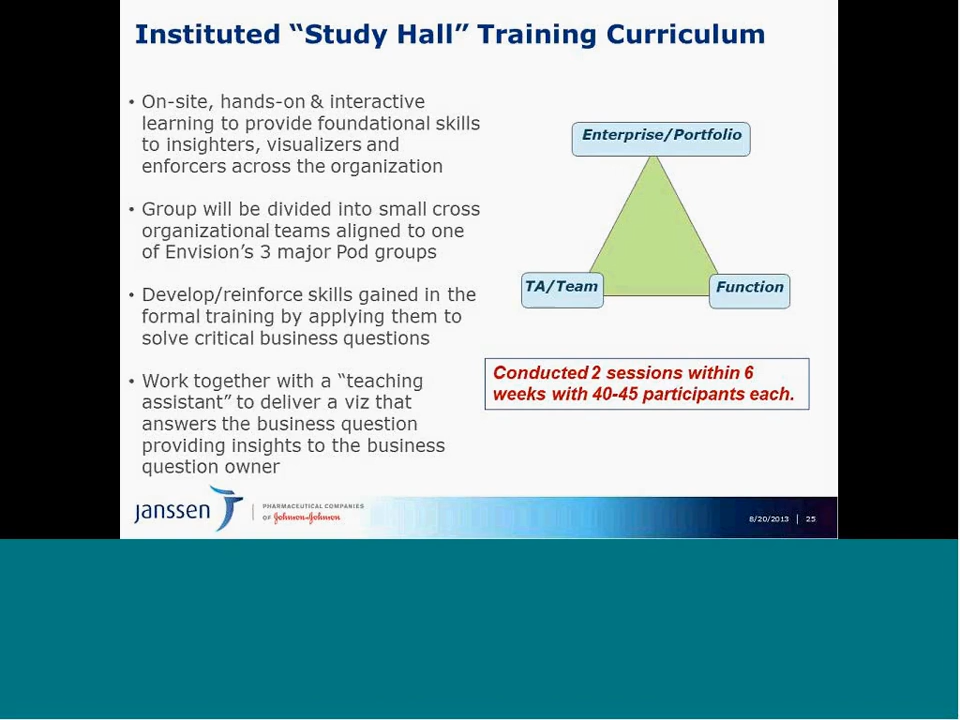 Instituted “Study Hall” Training Curriculum
• On-site, hands-on & interactive
learning to provide foundational skills
to insighters, visualizers and
enforcers across the organization
• Group will be divided into small cross
organizational teams aligned to one
of Envision’s 3 major Pod groups
• Develop/reinforce skills gained in the
formal training by applying them to
solve critical business questions
• Work together with a “teaching
assistant” to deliver a viz that
answers the business question
providing insights to the business
question owner
Enterprise/Portfolio
TA/Team
Function
Conducted 2 sessions within 6
weeks with 40-45 participants each.
janssen
PHARMACEUTICAL COMPANIES
OF Johnson & Johnson
8/20/2013 | 25